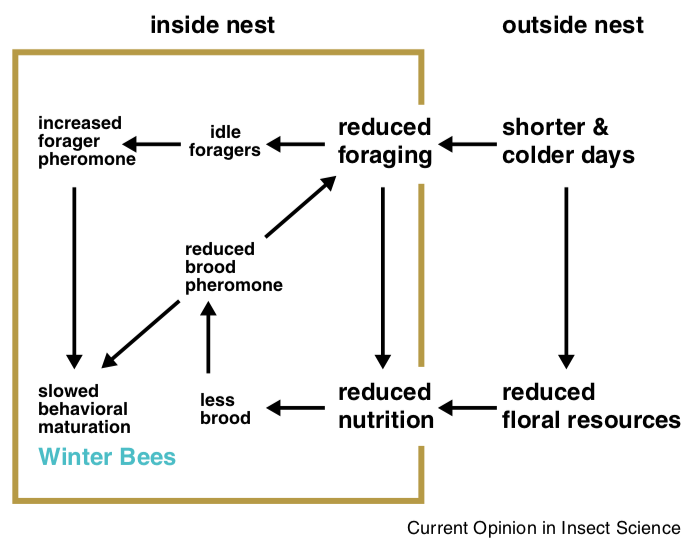 inside nest
outside nest
increased
forager
pheromone
idle
foragers
reduced
foraging
shorter &
colder days
reduced
brood
pheromone
slowed
behavioral
maturation
Winter Bees
less
brood
reduced
nutrition
reduced
floral resources
Current Opinion in Insect Science